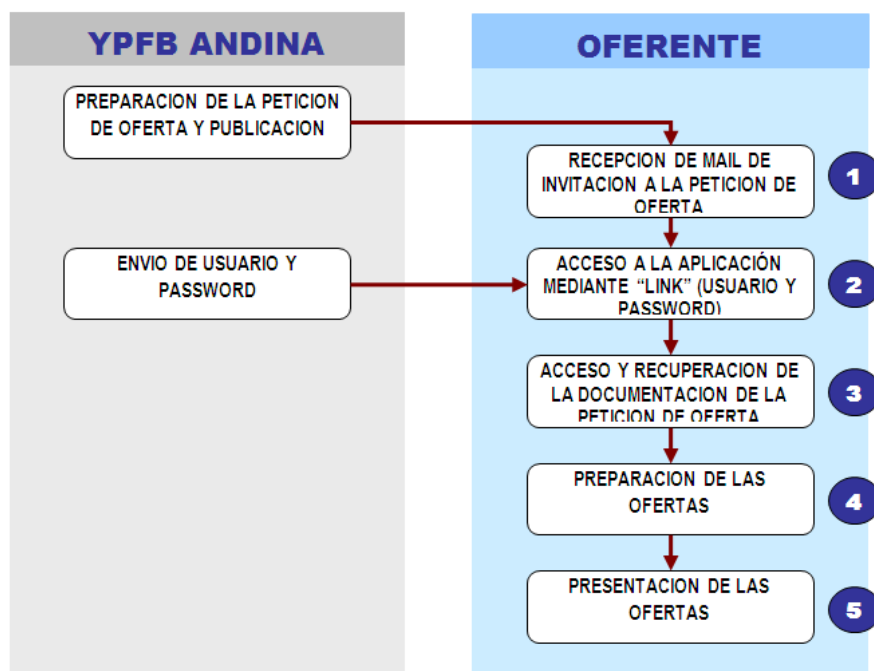 YPFB ANDINA
OFERENTE
PREPARACION DE LA PETICION
DE OFERTA Y PUBLICACION
RECEPCION DE MAIL DE
INVITACION A LA PETICION DE
OFERTA
1
ENVIO DE USUARIO Y
PASSWORD
ACCESO A LA APLICACIÓN
MEDIANTE “LINK” (USUARIO Y
PASSWORD)
2
ACCESO Y RECUPERACION DE
LA DOCUMENTACION DE LA
PETICION DE OFERTA
3
PREPARACION DE LAS
OFERTAS
4
PRESENTACION DE LAS
OFERTAS
5